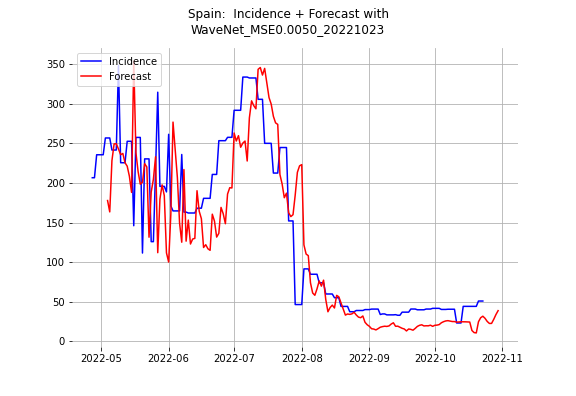 Spain:  Incidence + Forecast with
WaveNet_MSE0.0050_20221023
Incidence
Forecast
350
300
250
200
150
100
50
0
2022-05 2022-06 2022-07 2022-08 2022-09 2022-10 2022-11